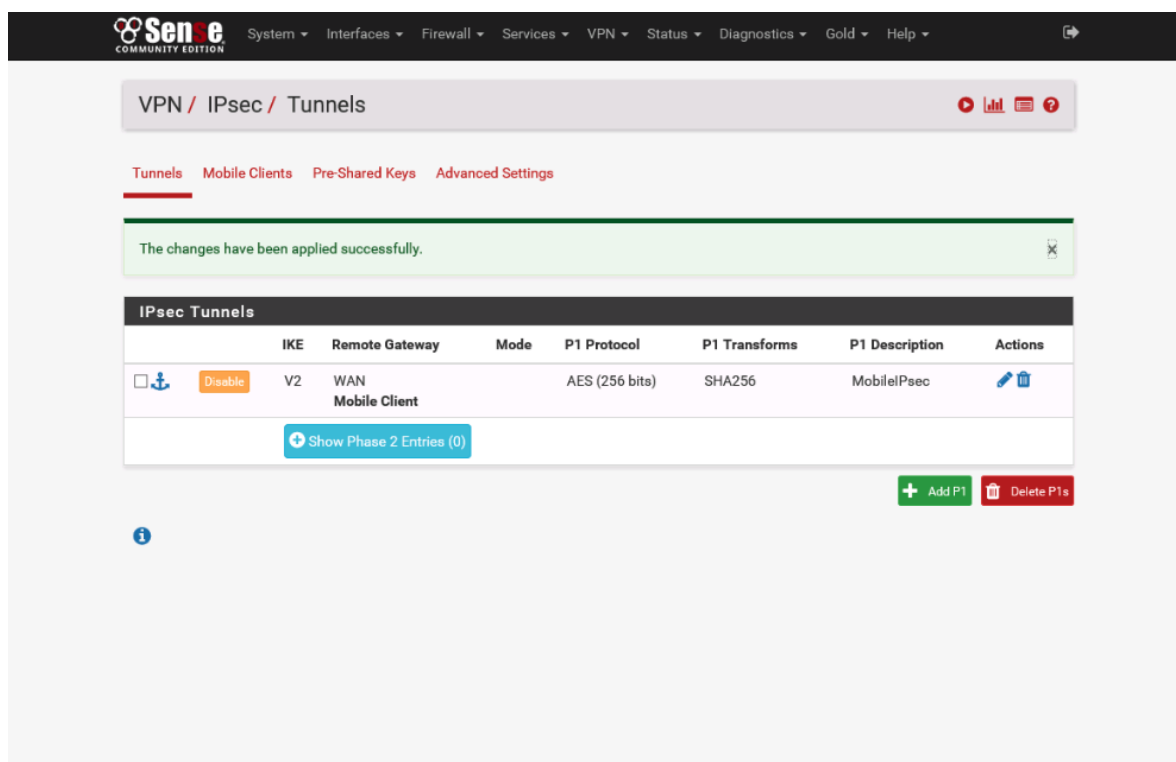 Sense
COMMUNITY EDITION
System Interfaces Firewall Services VPN Status Diagnostics Gold Help
VPN / IPsec / Tunnels
Tunnels Mobile Clients Pre-Shared Keys Advanced Settings
The changes have been applied successfully.
IPsec Tunnels
IKE Remote Gateway Mode P1 Protocol P1 Transforms P1 Description Actions
Disable V2 WAN AES (256 bits) SHA256 MobileIPsec
Mobile Client
Show Phase 2 Entries (0)
Add P1 Delete P1s